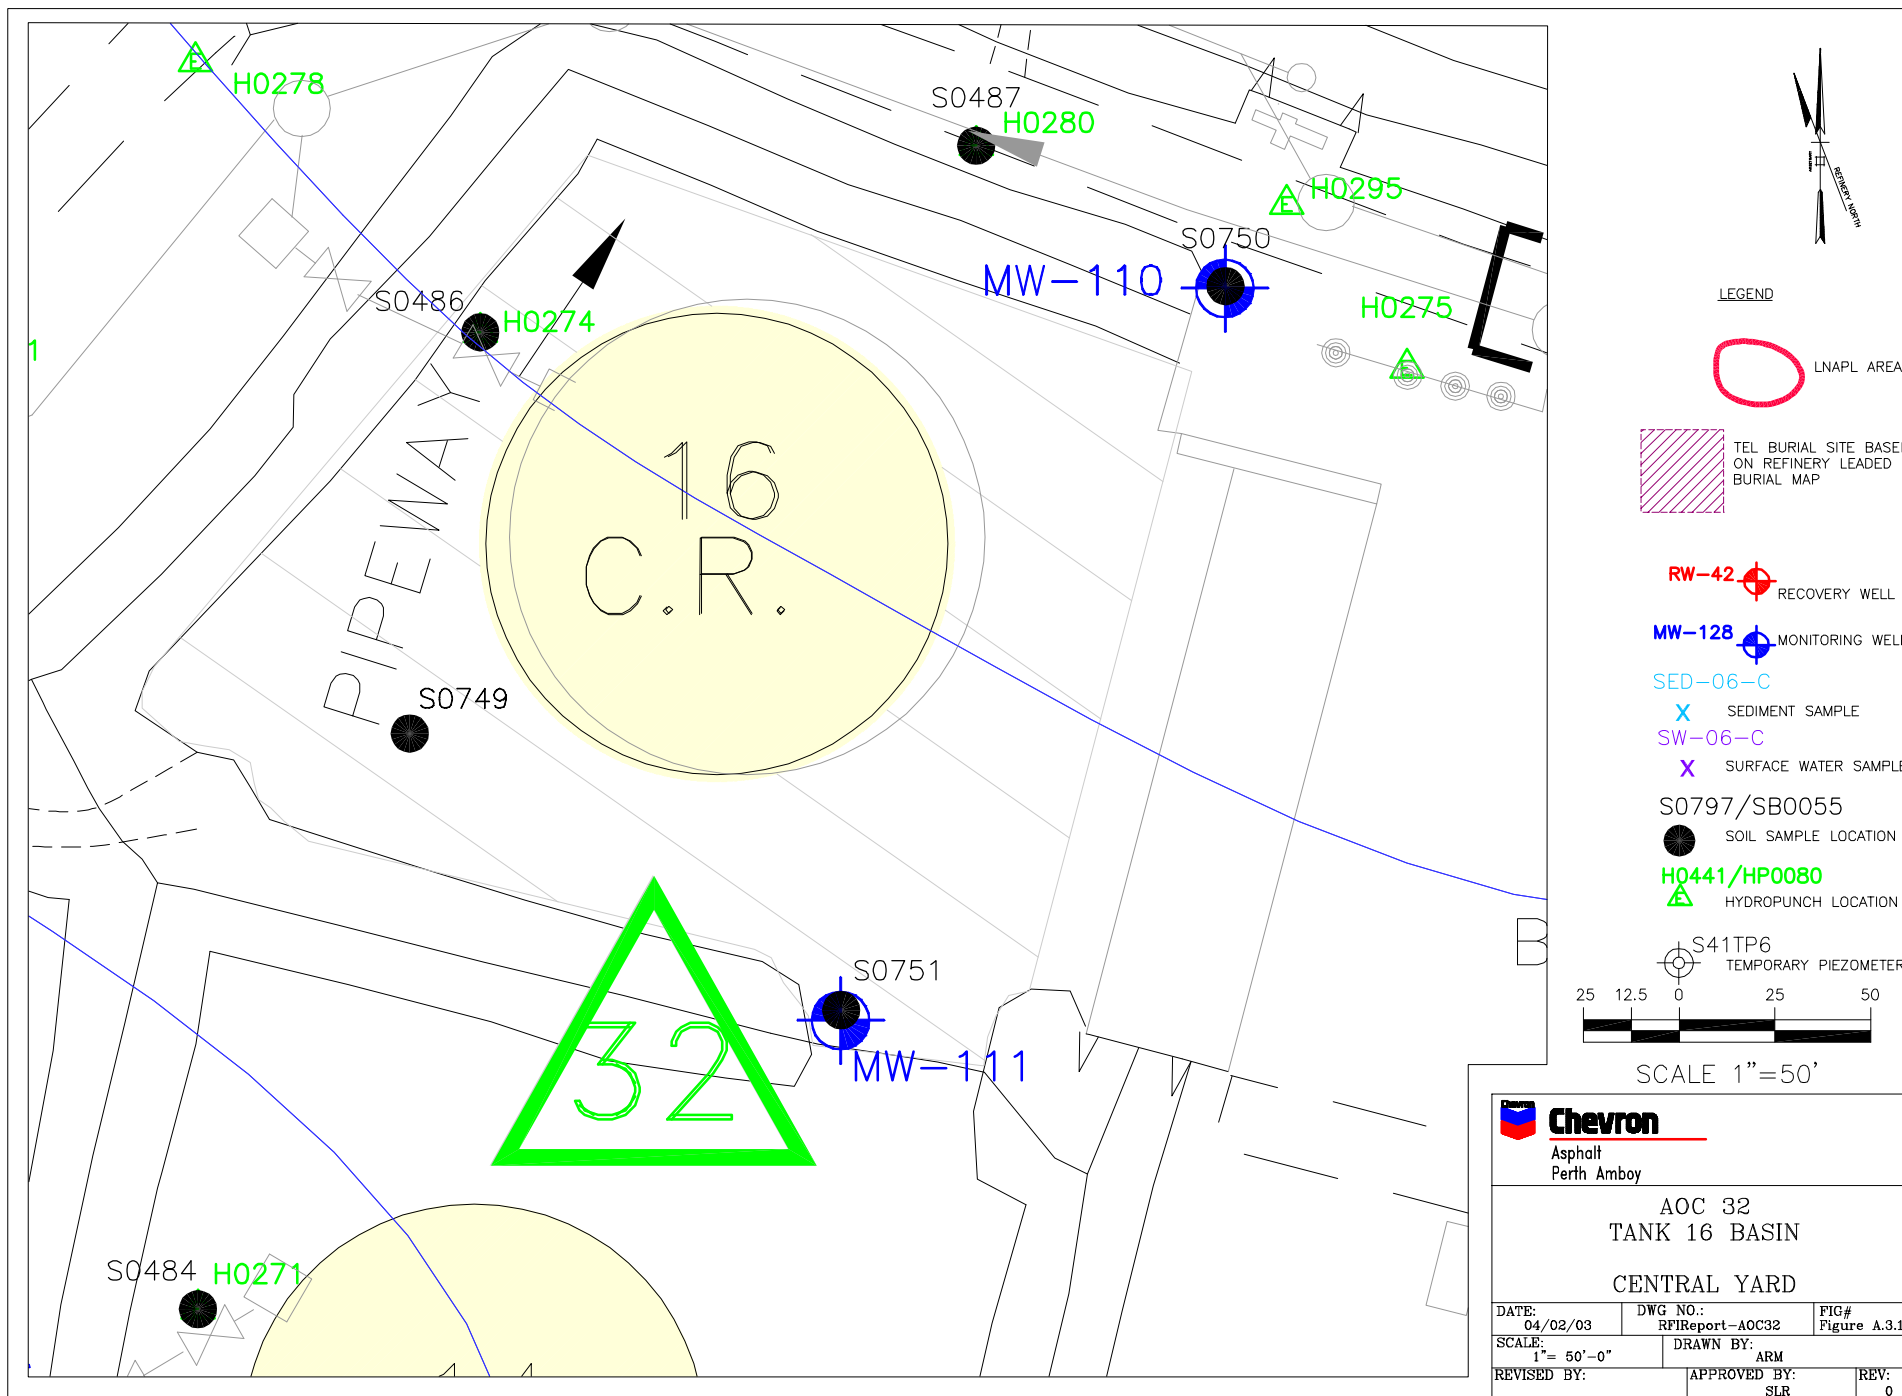 H0278
S0487
H0280
H0295
S0750
MW-110
H0275
S0486
H0274
1
16
C.R.
PIPEWAY
S0749
B
S0751
MW-111
32
S0484
H0271
REFINERY NORTH
LEGEND
LNAPL AREA
TEL BURIAL SITE BASE
ON REFINERY LEADED
BURIAL MAP
RW-42
RECOVERY WELL
MW-128
MONITORING WELL
SED-06-C
X
SEDIMENT SAMPLE
SW-06-C
X
SURFACE WATER SAMPLE
S0797/SB0055
SOIL SAMPLE LOCATION
H0441/HP0080
E
HYDROPUNCH LOCATION
S41TP6
TEMPORARY PIEZOMETER
25 12.5 0 25 50
SCALE 1"=50'
Chevron
Chevron
Asphalt
Perth Amboy
AOC 32
TANK 16 BASIN
CENTRAL YARD
DATE: 04/02/03
DWG NO.: RFIReport-AOC32
FIG# Figure A.3.1
SCALE: 1"= 50'-0"
DRAWN BY: ARM
REVISED BY:
APPROVED BY: SLR
REV: 0